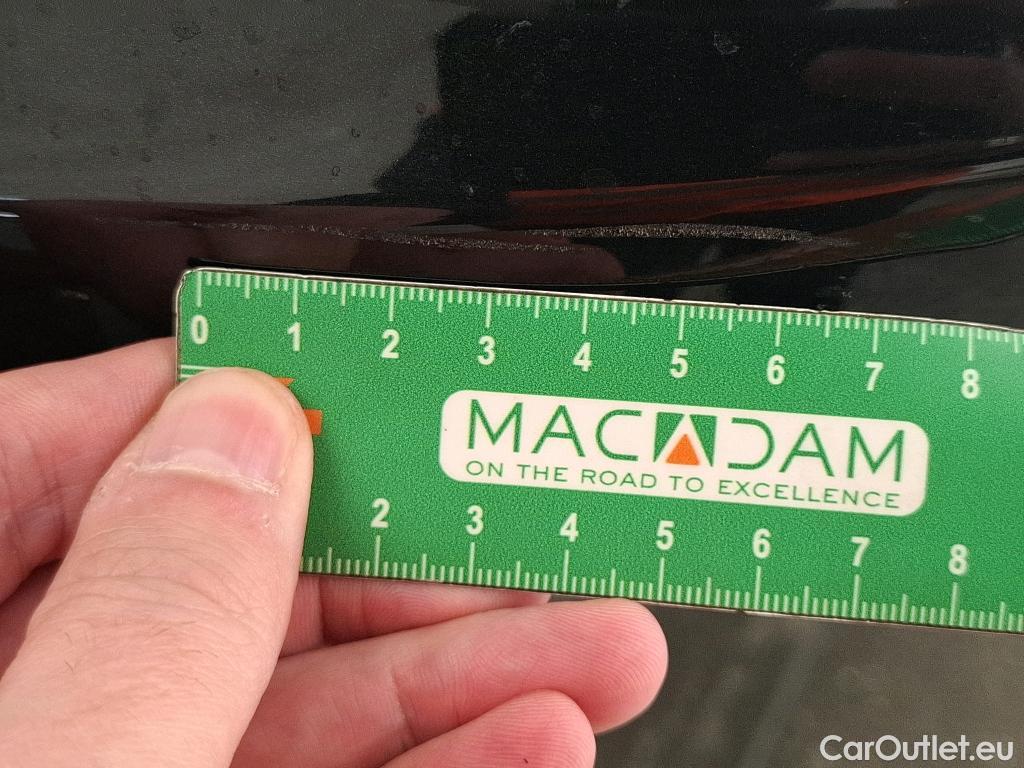 0 1 2 3 4 5 6 7 8
MACADAM
ON THE ROAD TO EXCELLENCE
2 3 4 5 6 7 8
CarOutlet.eu